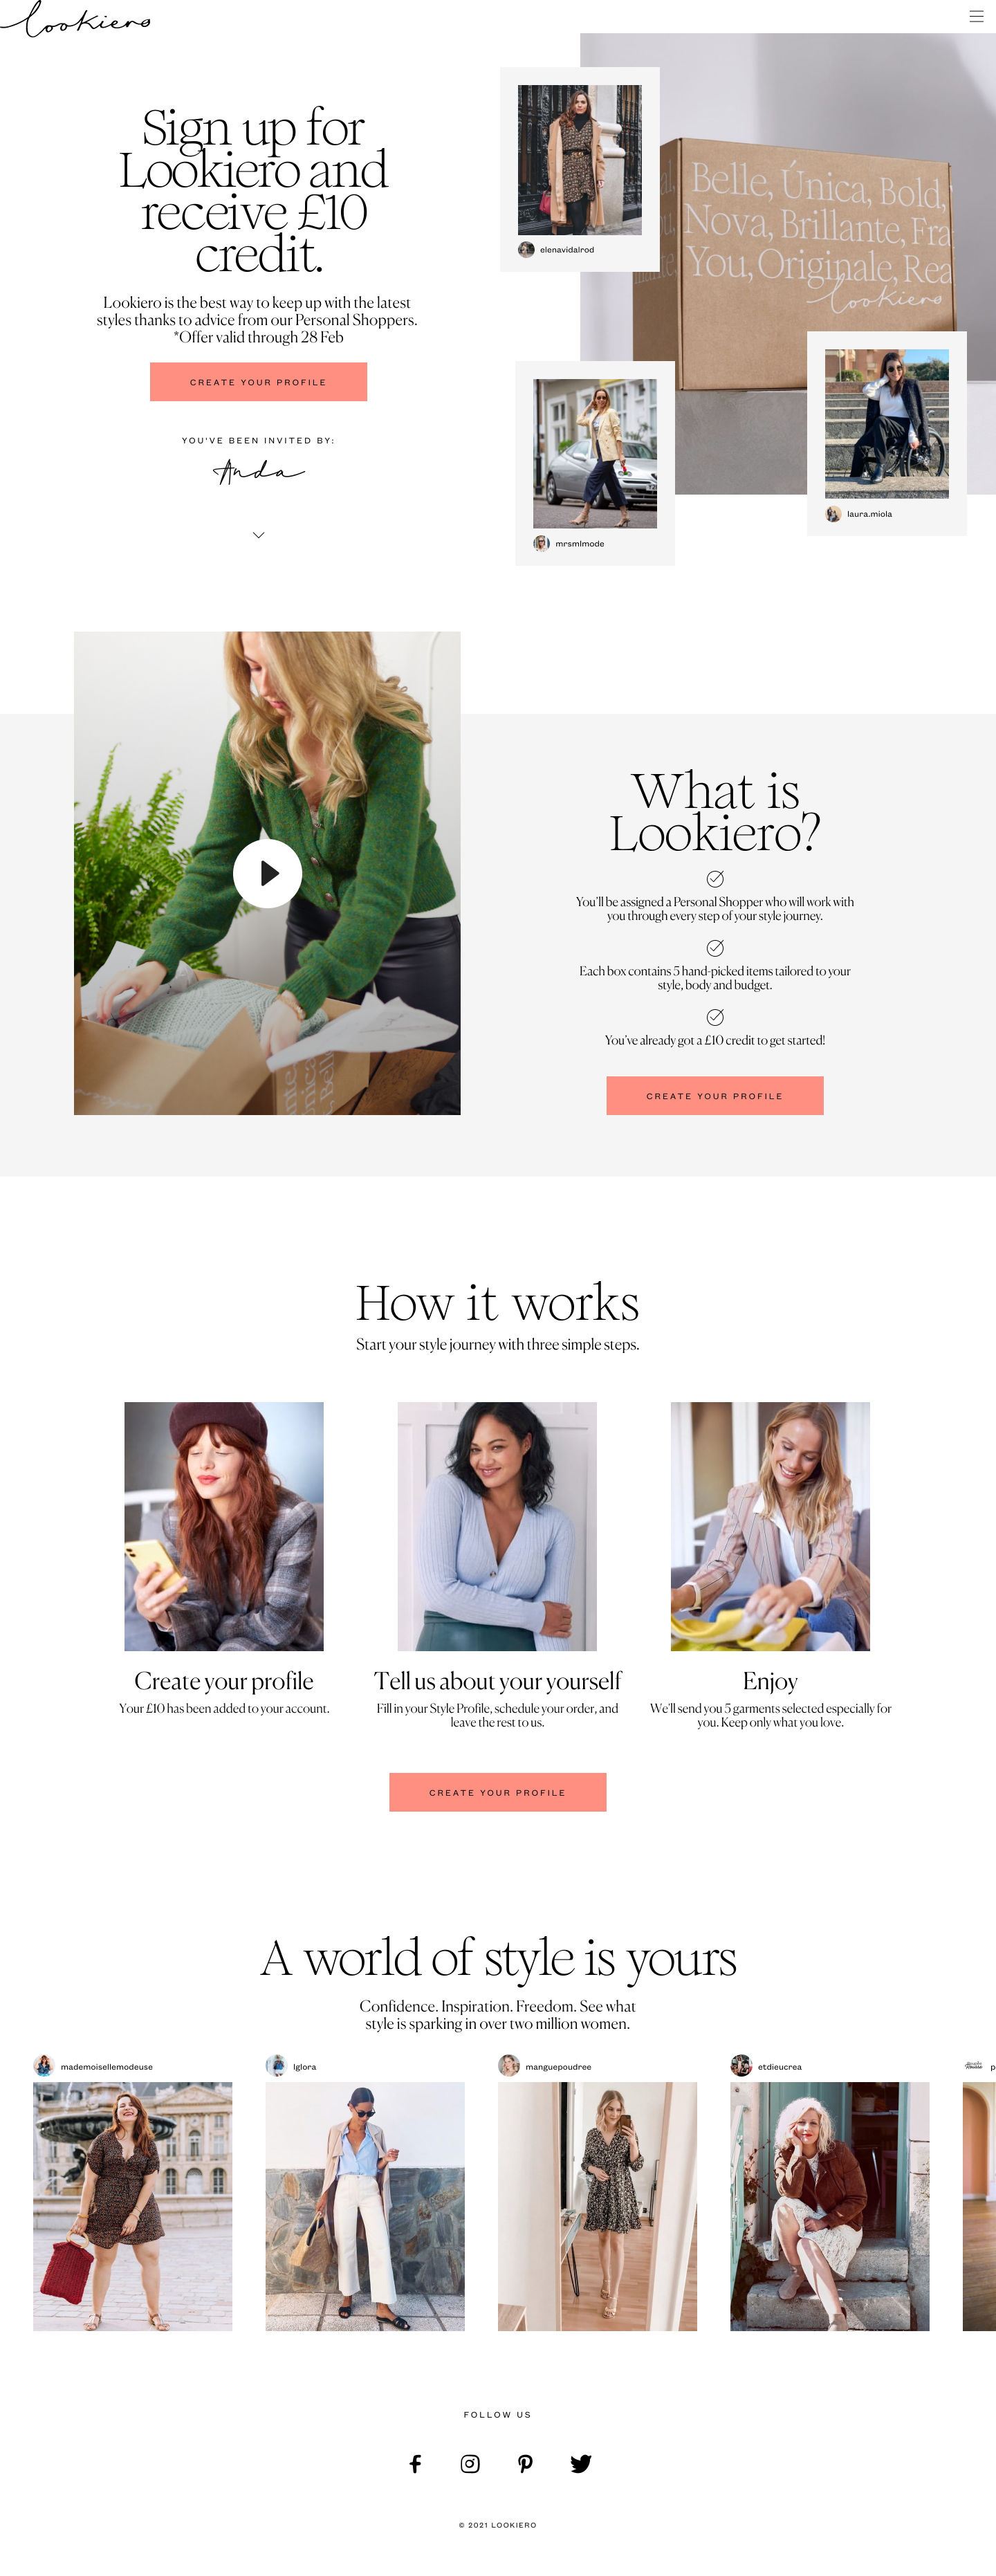 Lookiero
Sign up for
Lookiero and
receive £10
credit.
Lookiero is the best way to keep up with the latest
styles thanks to advice from our Personal Shoppers.
*Offer valid through 28 Feb
CREATE YOUR PROFILE
YOU'VE BEEN INVITED BY:
Anda
elenavidalrod
Belle, Única, Bold,
Nova, Brillante, Fra
You, Originale, Rea
Lookiero
mrsmlmode
laura.miola
What is
Lookiero?
You'll be assigned a Personal Shopper who will work with
you through every step of your style journey.
Each box contains 5 hand-picked items tailored to your
style, body and budget.
You've already got a £10 credit to get started!
CREATE YOUR PROFILE
How it works
Start your style journey with three simple steps.
Create your profile
Your £10 has been added to your account.
Tell us about your yourself
Fill in your Style Profile, schedule your order, and
leave the rest to us.
Enjoy
We'll send you 5 garments selected especially for
you. Keep only what you love.
CREATE YOUR PROFILE
A world of style is yours
Confidence. Inspiration. Freedom. See what
style is sparking in over two million women.
mademoisellemodeuse
lglora
manguepoudree
etdieucrea
p
FOLLOW US
© 2021 LOOKIERO